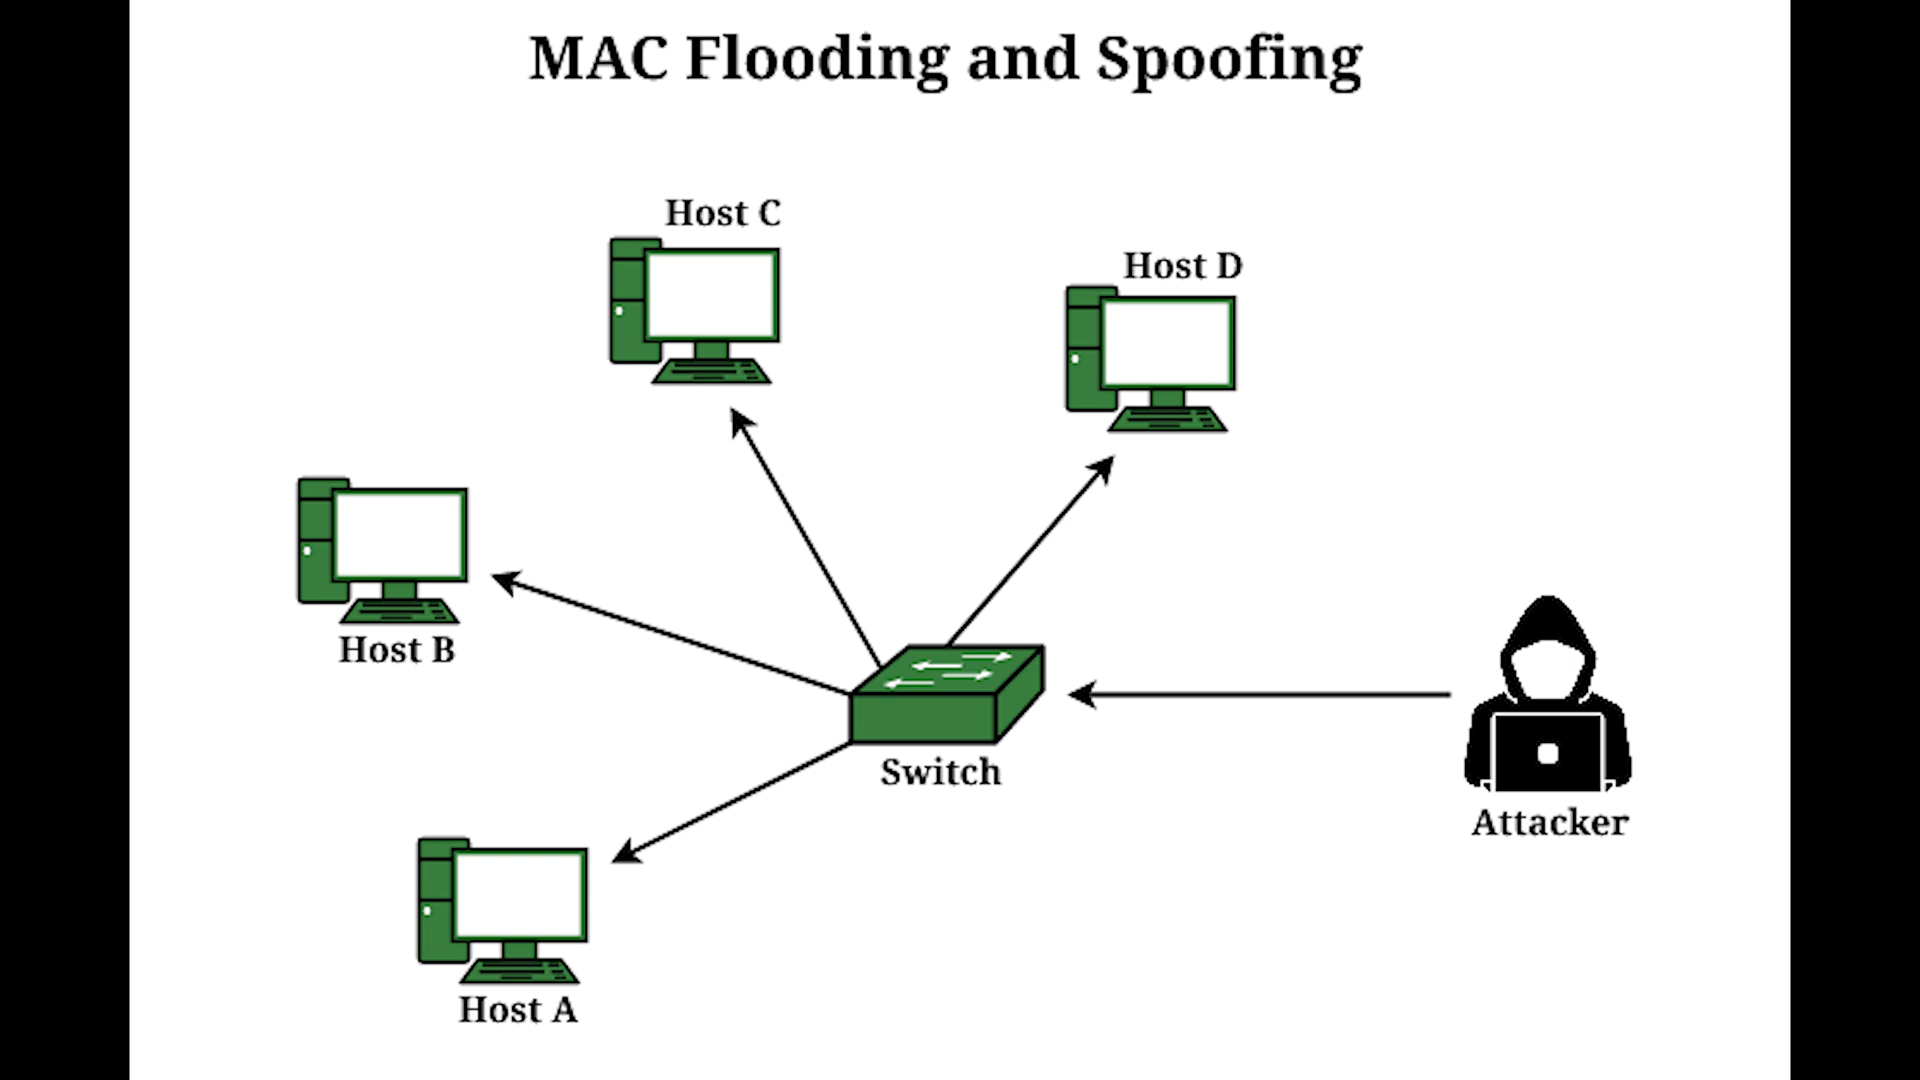 MAC Flooding and Spoofing
Host C
Host D
Host B
Switch
Attacker
Host A